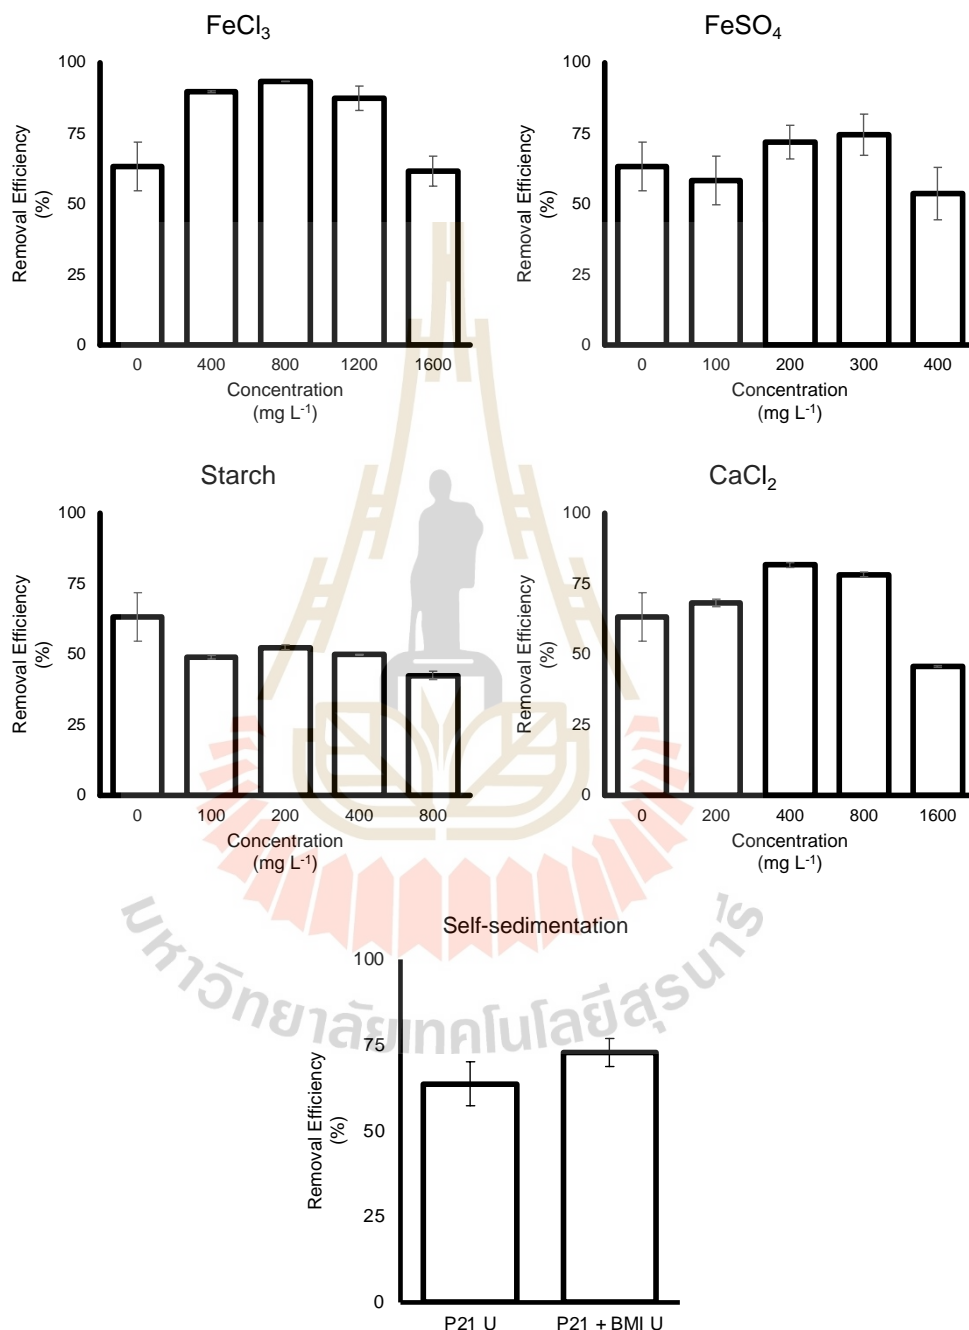 FeCl₃
100
75
50
25
0
Removal Efficiency
(%)
0 400 800 1200 1600
Concentration
(mg L⁻¹)
FeSO₄
100
75
50
25
0
Removal Efficiency
(%)
0 100 200 300 400
Concentration
(mg L⁻¹)
Starch
100
75
50
25
0
Removal Efficiency
(%)
0 100 200 400 800
Concentration
(mg L⁻¹)
CaCl₂
100
75
50
25
0
Removal Efficiency
(%)
0 200 400 800 1600
Concentration
(mg L⁻¹)
Self-sedimentation
100
75
50
25
0
Removal Efficiency
(%)
P21 U P21 + BMI U
มหาวิทยาลัยเทคโนโลยีสุรนารี